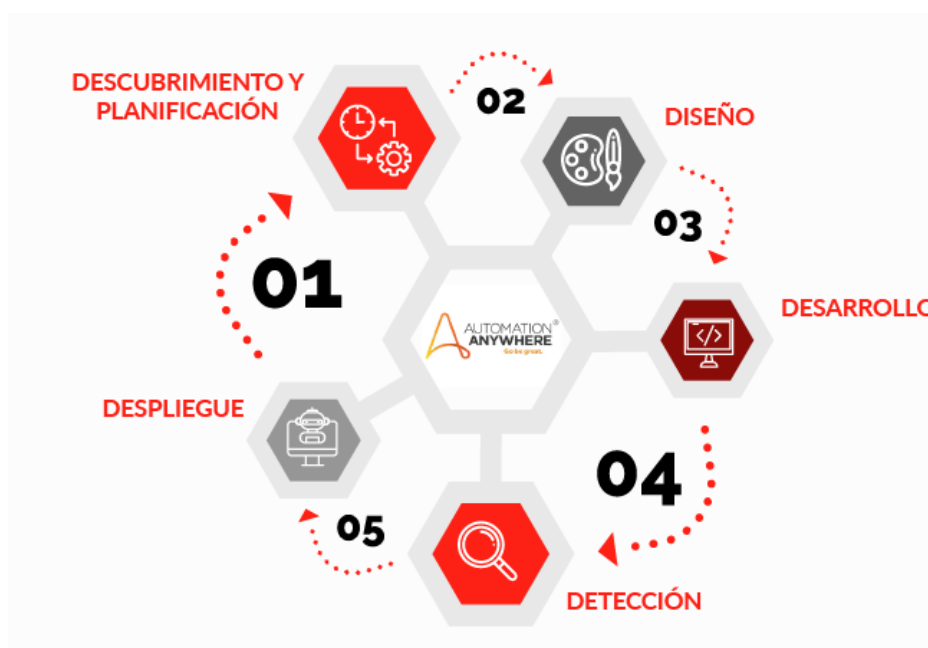 DESCUBRIMIENTO Y
PLANIFICACIÓN
01
02
DISEÑO
03
DESARROLLO
04
DETECCIÓN
05
DESPLIEGUE
AUTOMATION®
ANYWHERE
Go be great.
</>